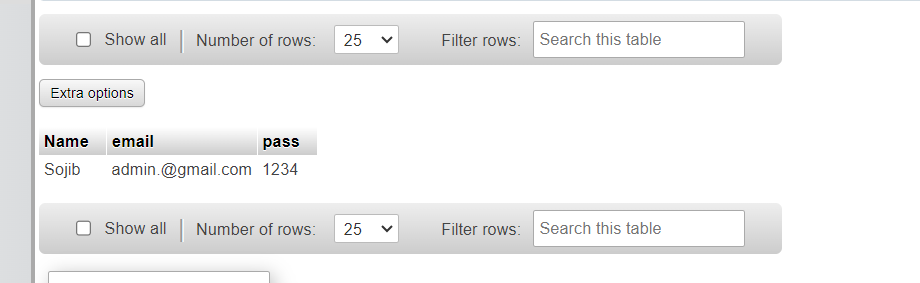 Show all Number of rows: 25 Filter rows: Search this table
Extra options
Name email pass
Sojib admin.@gmail.com 1234
Show all Number of rows: 25 Filter rows: Search this table